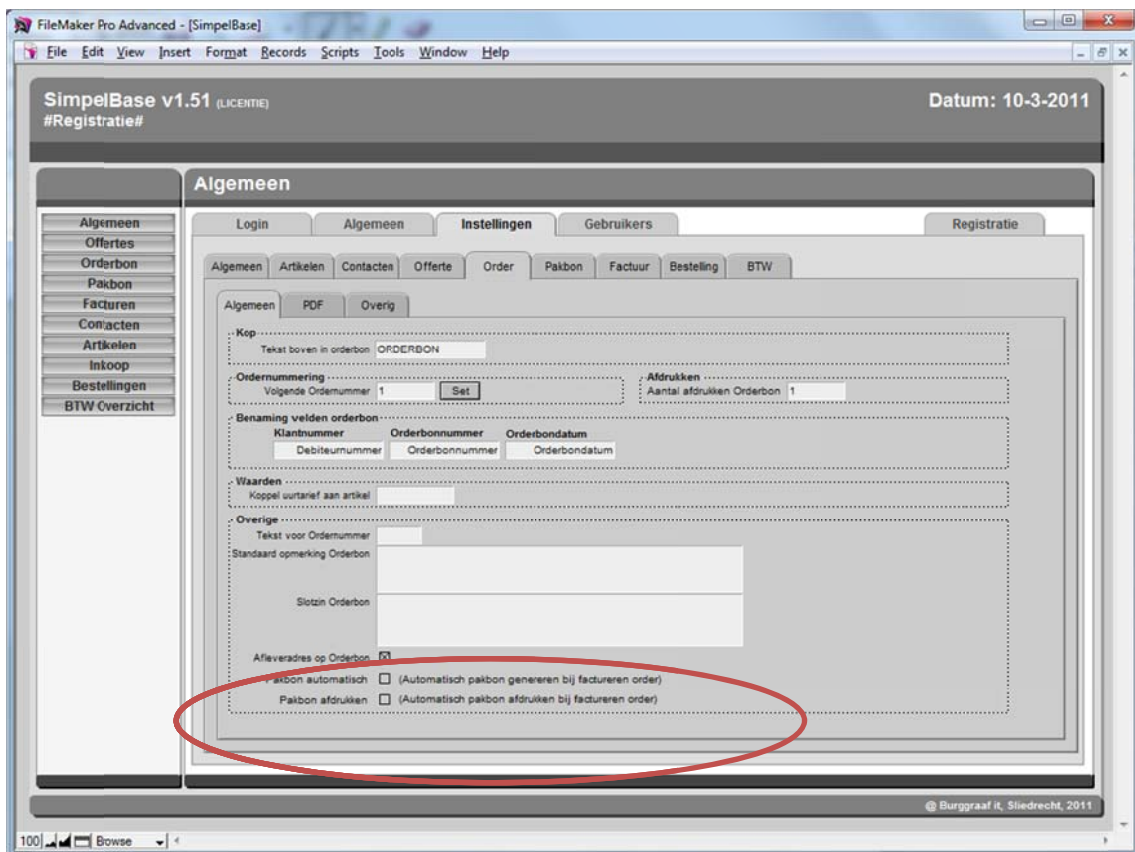 FileMaker Pro Advanced - [SimpelBase]
File Edit View Insert Format Records Scripts Tools Window Help
SimpelBase v1.51 (LICENTIE)
Datum: 10-3-2011
#Registratie#
Algemeen
Algemeen
Offertes
Orderbon
Pakbon
Facturen
Contacten
Artikelen
Inkoop
Bestellingen
BTW Overzicht
Login Algemeen Instellingen Gebruikers Registratie
Algemeen Artikelen Contacten Offerte Order Pakbon Factuur Bestelling BTW
Algemeen PDF Overig
Kop
Tekst boven in orderbon ORDERBON
Ordernummering
Volgende Ordernummer 1 Set
Afdrukken
Aantal afdrukken Orderbon 1
Benaming velden orderbon
Klantnummer Orderbonnummer Orderbondatum
Debiteurnummer Orderbonnummer Orderbondatum
Waarden
Koppel uurtarief aan artikel
Overige
Tekst voor Ordernummer
Standaard opmerking Orderbon
Slotzin Orderbon
Afleveradres op Orderbon
Pakbon automatisch (Automatisch pakbon genereren bij factureren order)
Pakbon afdrukken (Automatisch pakbon afdrukken bij factureren order)
@ Burggraaf it, Sliedrecht, 2011
100 Browse